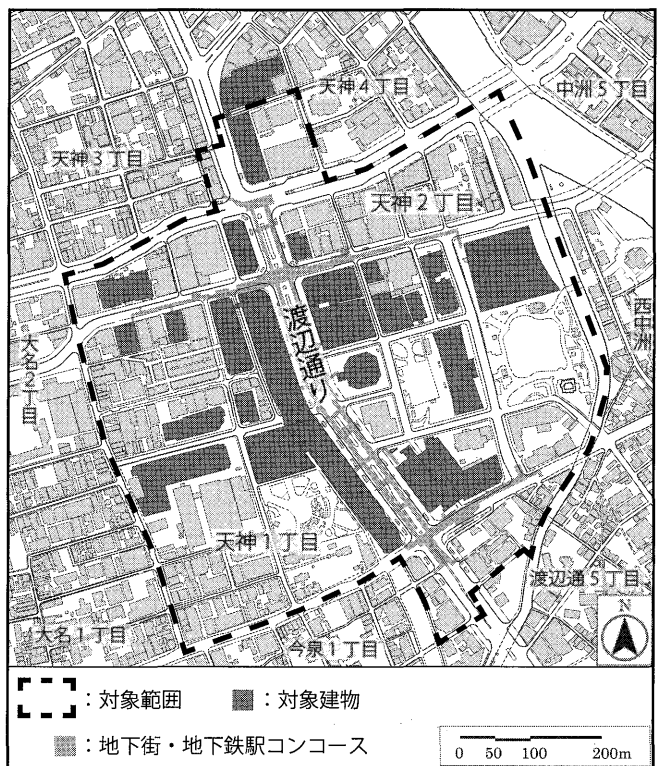 天神4丁目
中洲5丁目
天神3丁目
天神2丁目
渡辺通り
西中洲
大名2丁目
天神1丁目
渡辺通5丁目
大名1丁目
今泉1丁目
N
：対象範囲
：対象建物
：地下街・地下鉄駅コンコース
0 50 100 200m